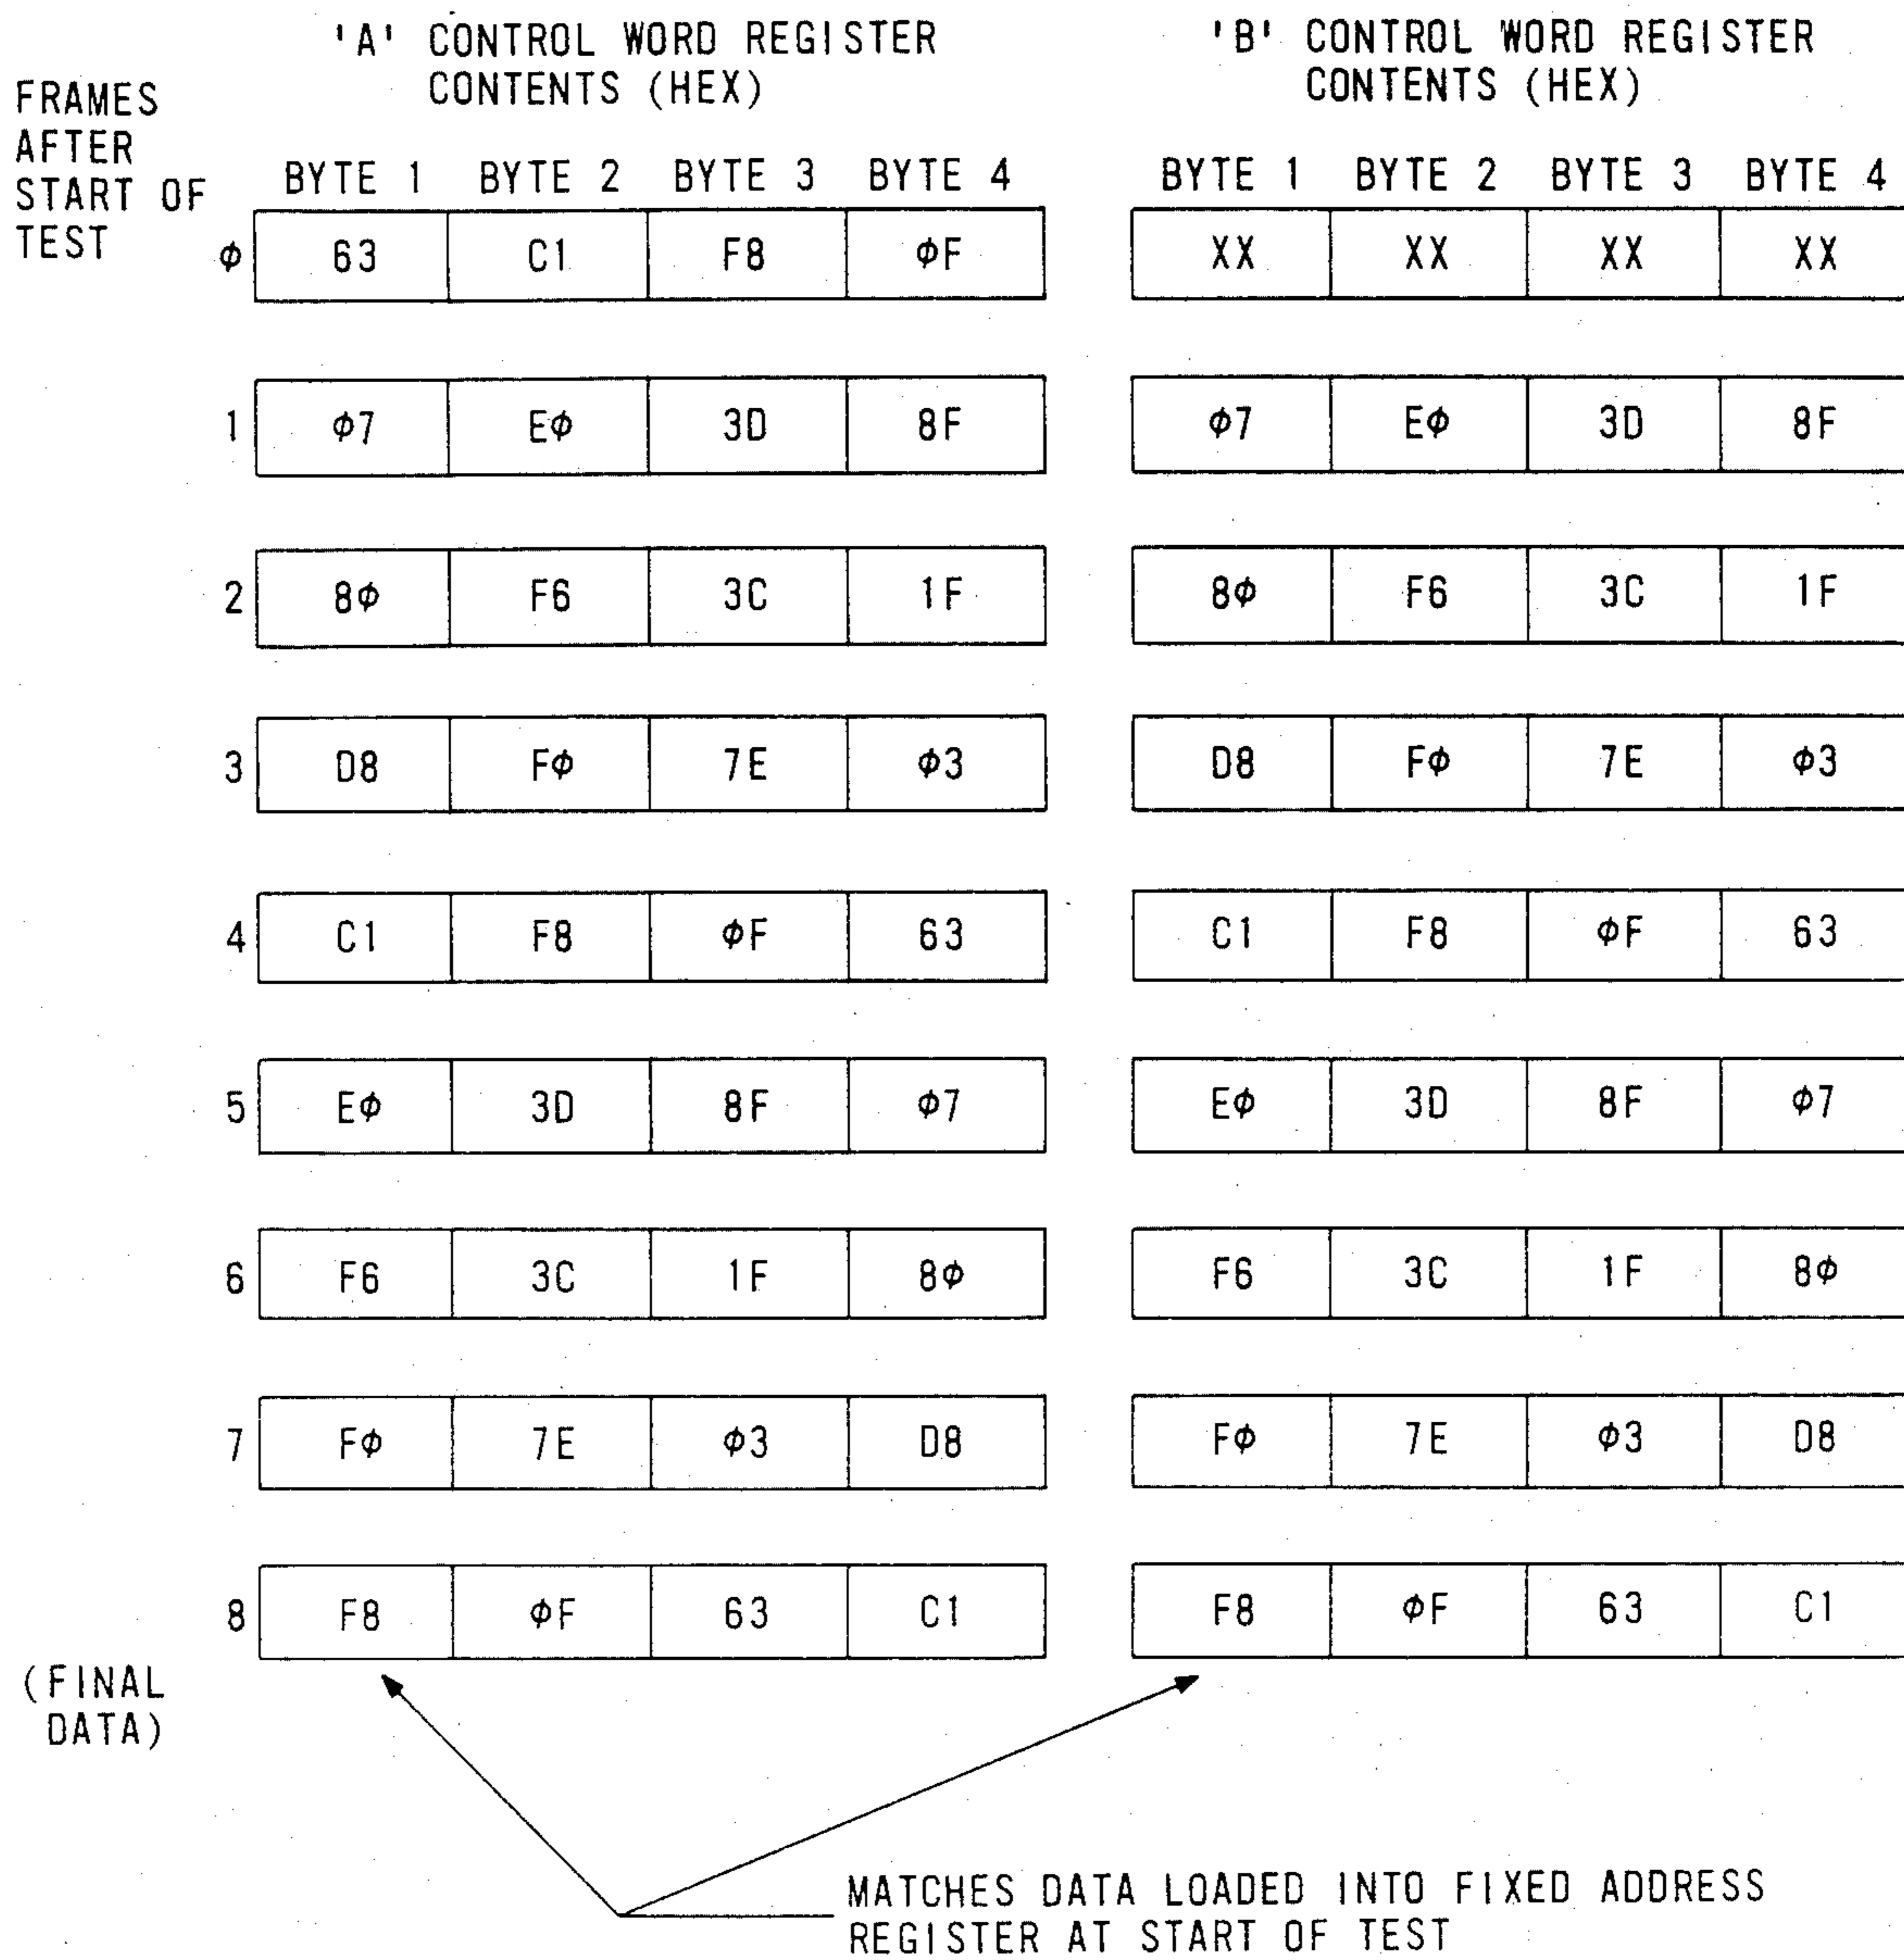 'A' CONTROL WORD REGISTER
CONTENTS (HEX)
'B' CONTROL WORD REGISTER
CONTENTS (HEX)
FRAMES
AFTER
START OF
TEST
BYTE 1 BYTE 2 BYTE 3 BYTE 4 BYTE 1 BYTE 2 BYTE 3 BYTE 4
ϕ 63 C1 F8 ϕF XX XX XX XX
1 ϕ7 Eϕ 3D 8F ϕ7 Eϕ 3D 8F
2 8ϕ F6 3C 1F 8ϕ F6 3C 1F
3 D8 Fϕ 7E ϕ3 D8 Fϕ 7E ϕ3
4 C1 F8 ϕF 63 C1 F8 ϕF 63
5 Eϕ 3D 8F ϕ7 Eϕ 3D 8F ϕ7
6 F6 3C 1F 8ϕ F6 3C 1F 8ϕ
7 Fϕ 7E ϕ3 D8 Fϕ 7E ϕ3 D8
8 F8 ϕF 63 C1 F8 ϕF 63 C1
(FINAL
DATA)
MATCHES DATA LOADED INTO FIXED ADDRESS
REGISTER AT START OF TEST